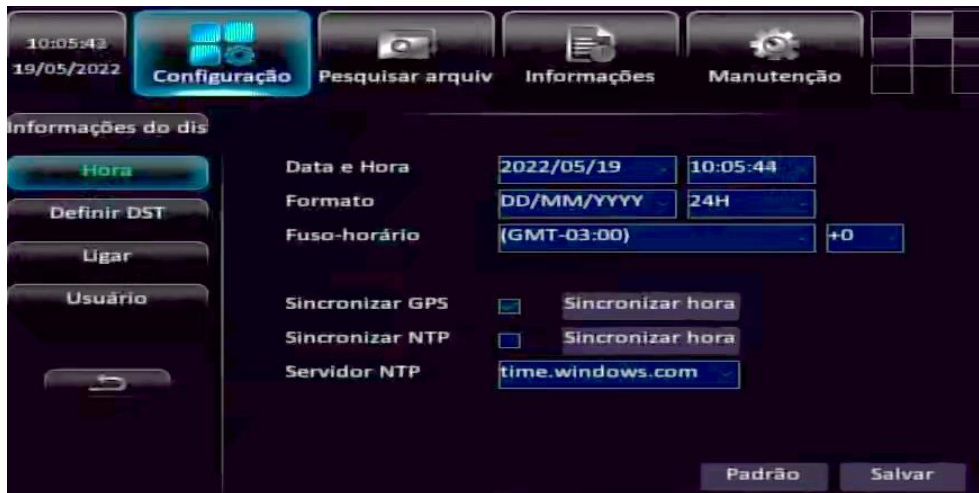 10:05:43
19/05/2022
Configuração
Pesquisar arquiv
Informações
Manutenção
Informações do dis
Hora
Definir DST
Ligar
Usuário
Data e Hora 2022/05/19 10:05:44
Formato DD/MM/YYYY 24H
Fuso-horário (GMT-03:00) +0
Sincronizar GPS Sincronizar hora
Sincronizar NTP Sincronizar hora
Servidor NTP time.windows.com
Padrão Salvar